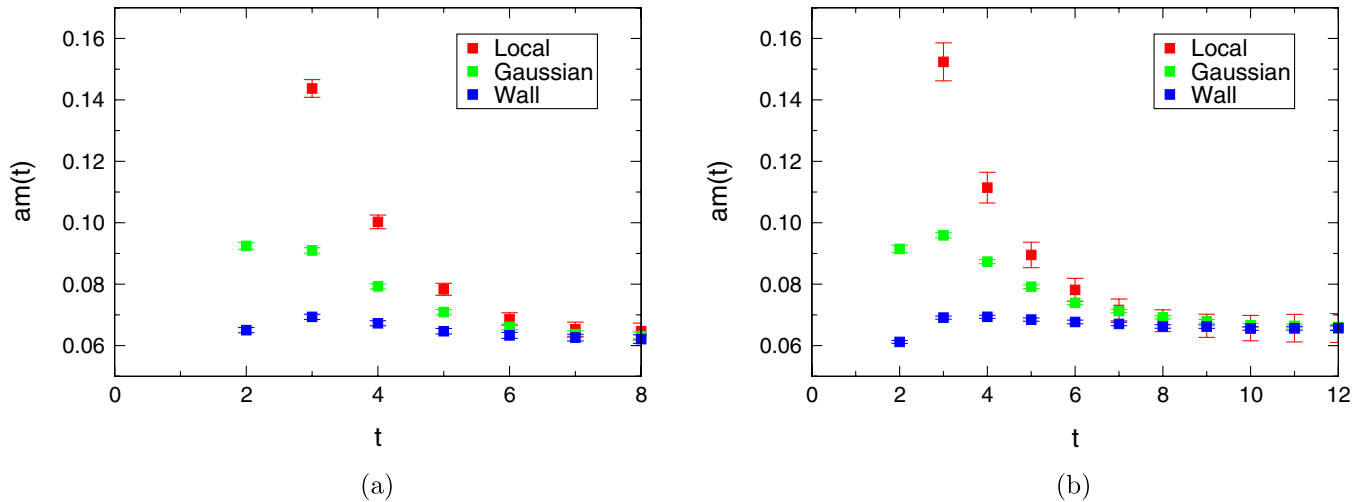 0.16
0.14
0.12
0.10
0.08
0.06
am(t)
0 2 4 6 8
t
Local
Gaussian
Wall
(a)
0.16
0.14
0.12
0.10
0.08
0.06
am(t)
0 2 4 6 8 10 12
t
Local
Gaussian
Wall
(b)